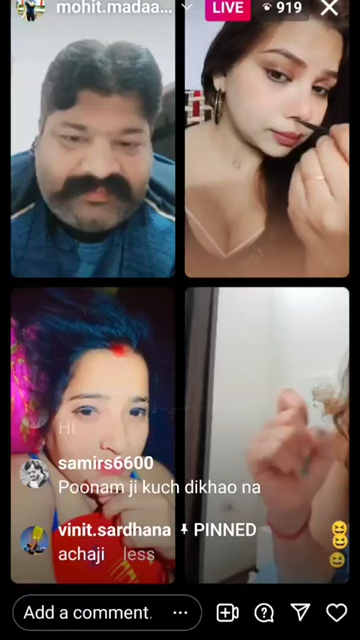 mohit.madaa...
LIVE
919
Hi
samirs6600
Poonam ji kuch dikhao na
vinit.sardhana PINNED
achaji less
Add a comment.